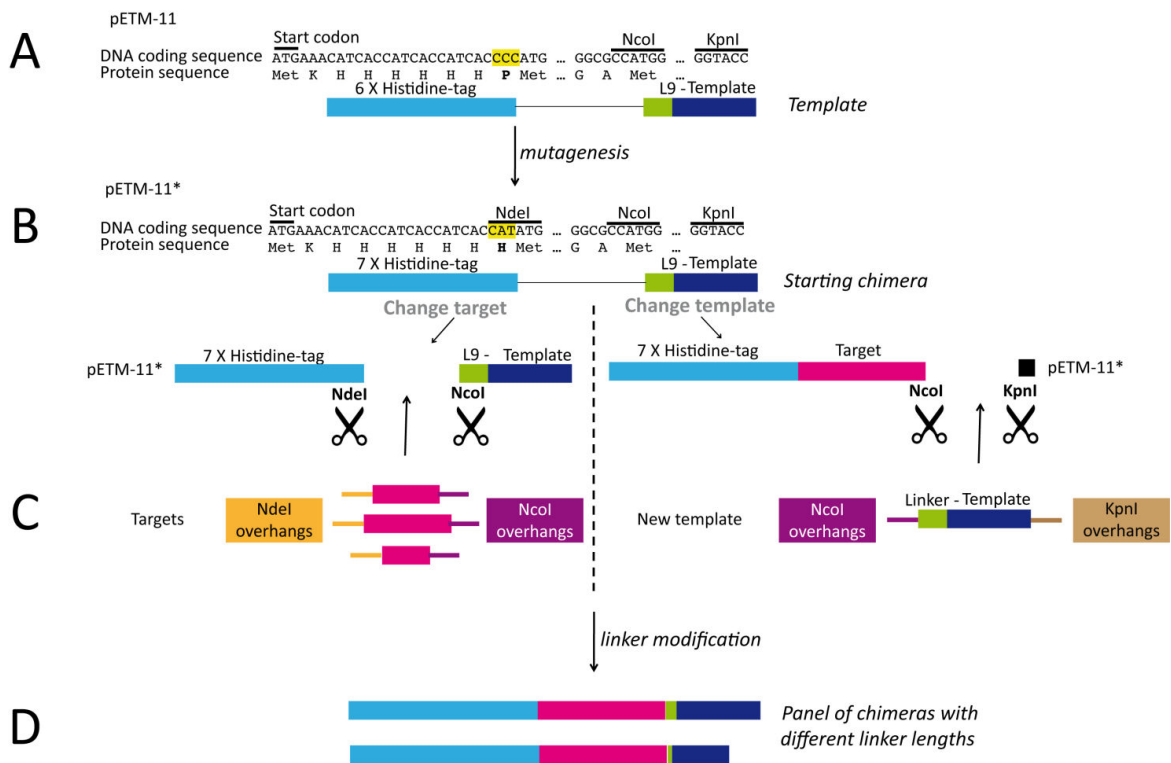 pETM-11
A
Start codon NcoI KpnI
DNA coding sequence ATGAAACATCACCATCACCATCACCCCATG ... GGCGCCATGG ... GGTACC
Protein sequence Met K H H H H H H P Met ... G A Met ...
6 X Histidine-tag L9 - Template
Template
mutagenesis
pETM-11*
B
Start codon NdeI NcoI KpnI
DNA coding sequence ATGAAACATCACCATCACCATCACCATATG ... GGCGCCATGG ... GGTACC
Protein sequence Met K H H H H H H H Met ... G A Met ...
7 X Histidine-tag L9 - Template
Starting chimera
Change target Change template
7 X Histidine-tag L9 - Template
pETM-11*
NdeI NcoI
7 X Histidine-tag Target
pETM-11*
NcoI KpnI
C
Targets
NdeI
overhangs
NcoI
overhangs
New template
NcoI
overhangs
Linker - Template
KpnI
overhangs
linker modification
D
Panel of chimeras with
different linker lengths